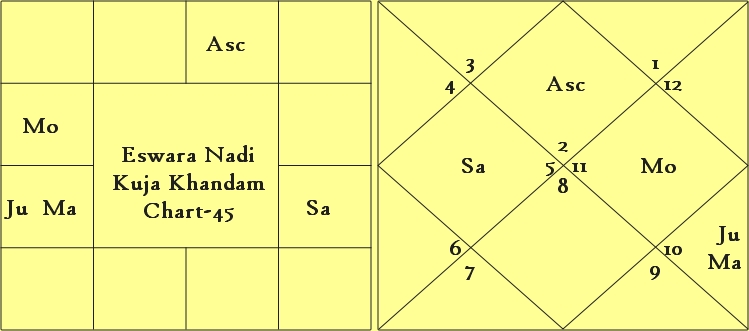 Asc
Mo
Eswara Nadi
Kuja Khandam
Chart-45
Ju Ma
Sa
3
1
4
Asc
12
2
Sa
5
11
Mo
8
6
10
Ju
Ma
7
9